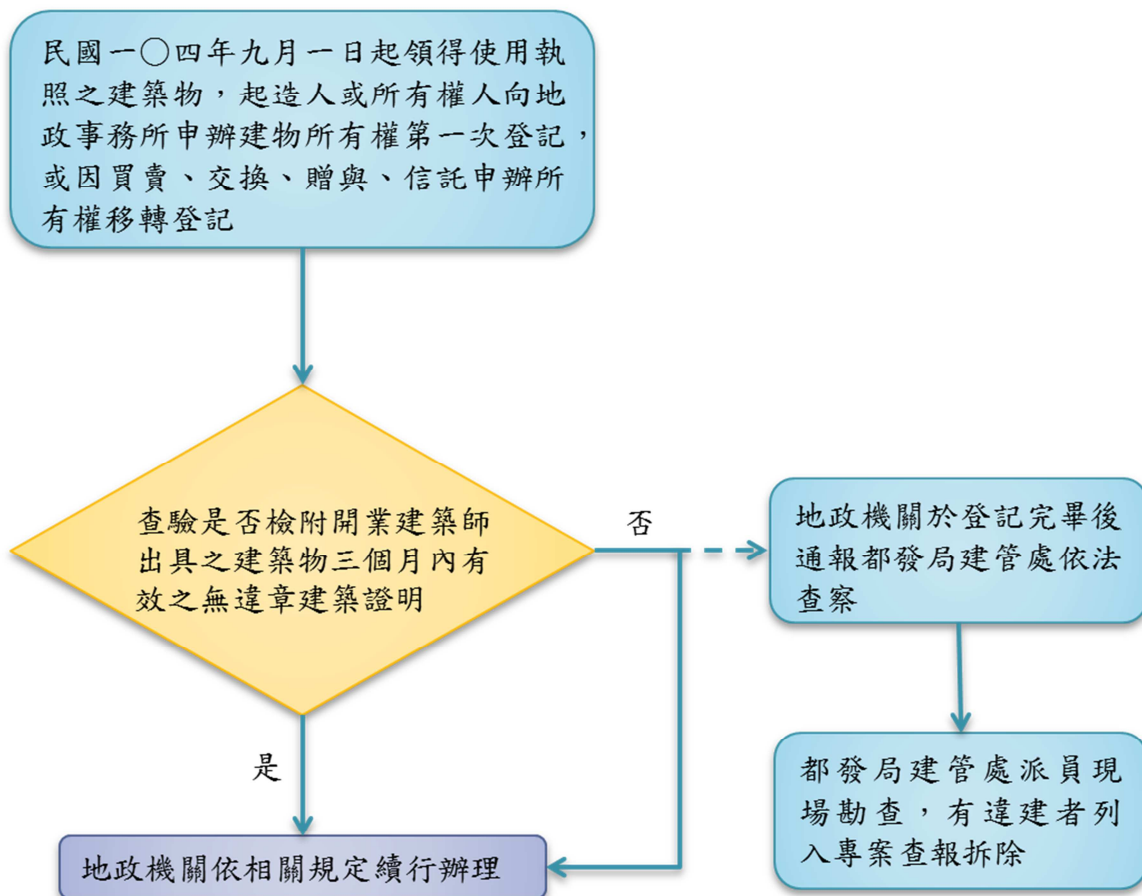 民國一○四年九月一日起領得使用執
照之建築物，起造人或所有權人向地
政事務所申辦建物所有權第一次登記，
或因買賣、交換、贈與、信託申辦所
有權移轉登記
查驗是否檢附開業建築師
出具之建築物三個月內有
效之無違章建築證明
否
地政機關於登記完畢後
通報都發局建管處依法
查察
是
都發局建管處派員現
場勘查，有違建者列
入專案查報拆除
地政機關依相關規定續行辦理